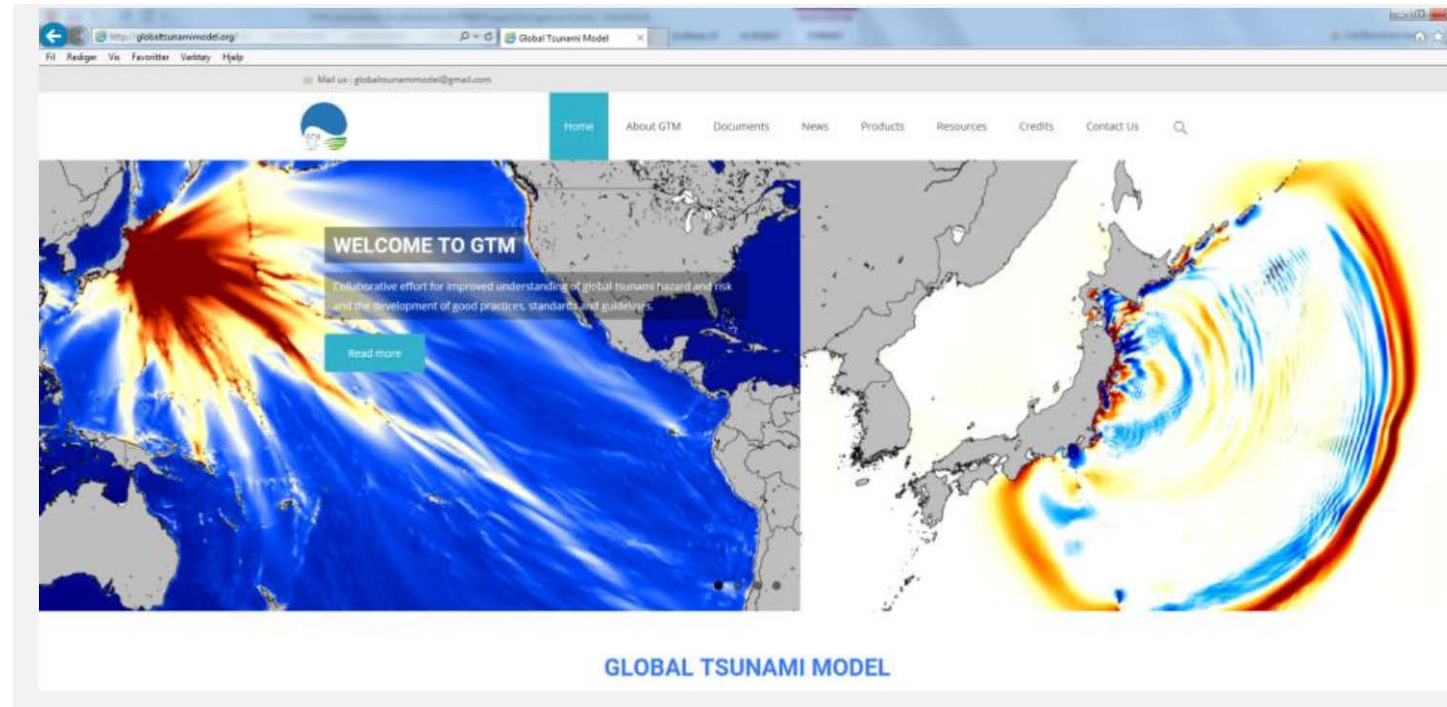 http://globaltsunamimodel.org/
Global Tsunami Model
Fil Rediger Vis Favoritter Verktøy Hjelp
Mail us : globaltsunamimodel@gmail.com
GTM
Home About GTM Documents News Products Resources Credits Contact Us
WELCOME TO GTM
Collaborative effort for improved understanding of global tsunami hazard and risk
and the development of good practices, standards and guidelines.
Read more
GLOBAL TSUNAMI MODEL